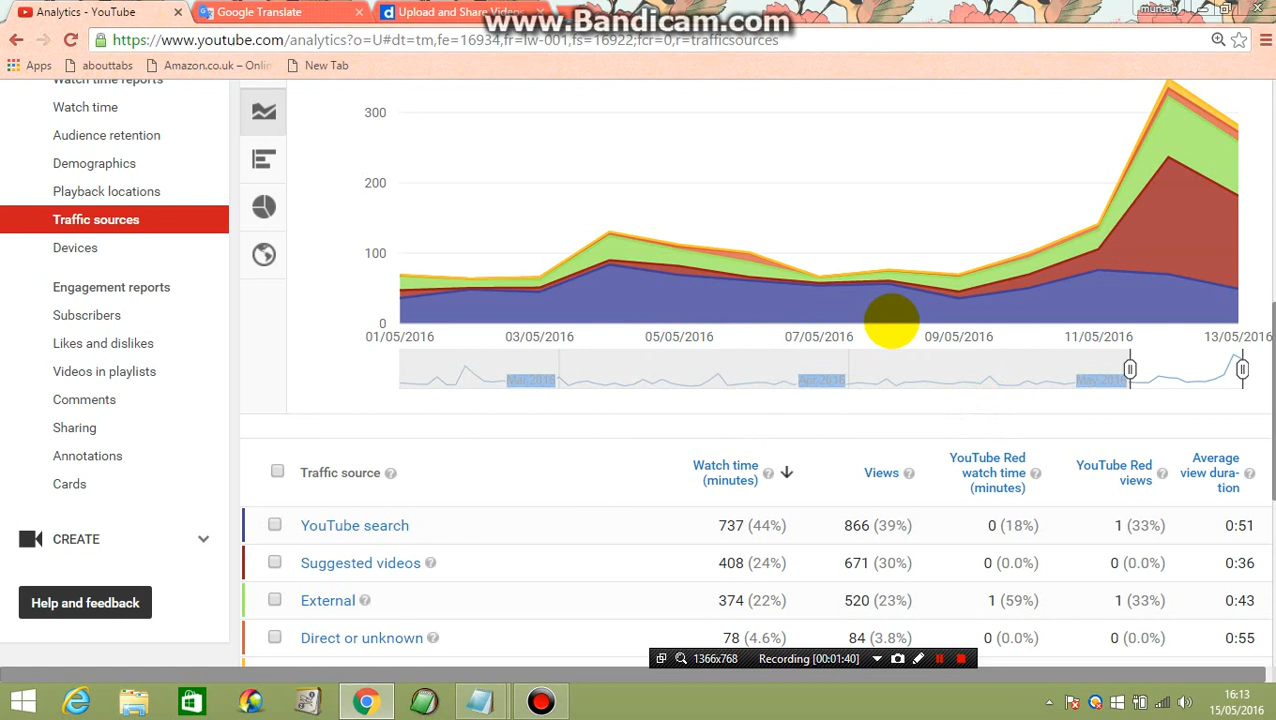 Analytics - YouTube
Google Translate
Upload and Share Videos
munsab
www.Bandicam.com
https://www.youtube.com/analytics?o=U#dt=tm,fe=16934,fr=lw-001,fs=16922;fcr=0,r=trafficsources
Apps
abouttabs
Amazon.co.uk – Onli
New Tab
Watch time reports
Watch time
Audience retention
Demographics
Playback locations
Traffic sources
Devices
Engagement reports
Subscribers
Likes and dislikes
Videos in playlists
Comments
Sharing
Annotations
Cards
CREATE
Help and feedback
300
200
100
0
01/05/2016 03/05/2016 05/05/2016 07/05/2016 09/05/2016 11/05/2016 13/05/2016
Mar 2016 Apr 2016 May 2016
Traffic source Watch time (minutes) Views YouTube Red watch time (minutes) YouTube Red views Average view dura-tion
YouTube search 737 (44%) 866 (39%) 0 (18%) 1 (33%) 0:51
Suggested videos 408 (24%) 671 (30%) 0 (0.0%) 0 (0.0%) 0:36
External 374 (22%) 520 (23%) 1 (59%) 1 (33%) 0:43
Direct or unknown 78 (4.6%) 84 (3.8%) 0 (0.0%) 0 (0.0%) 0:55
1366x768 Recording [00:01:40]
16:13
15/05/2016